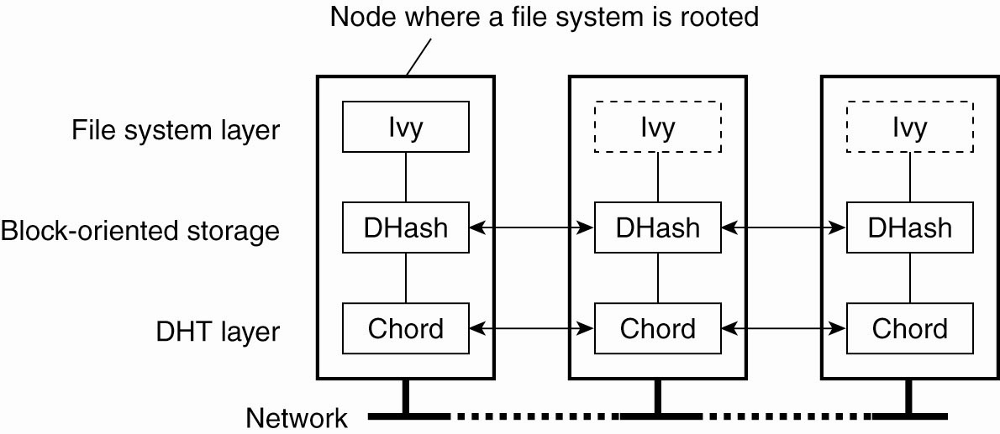 Node where a file system is rooted
File system layer
Ivy
Ivy
Ivy
Block-oriented storage
DHash
DHash
DHash
DHT layer
Chord
Chord
Chord
Network